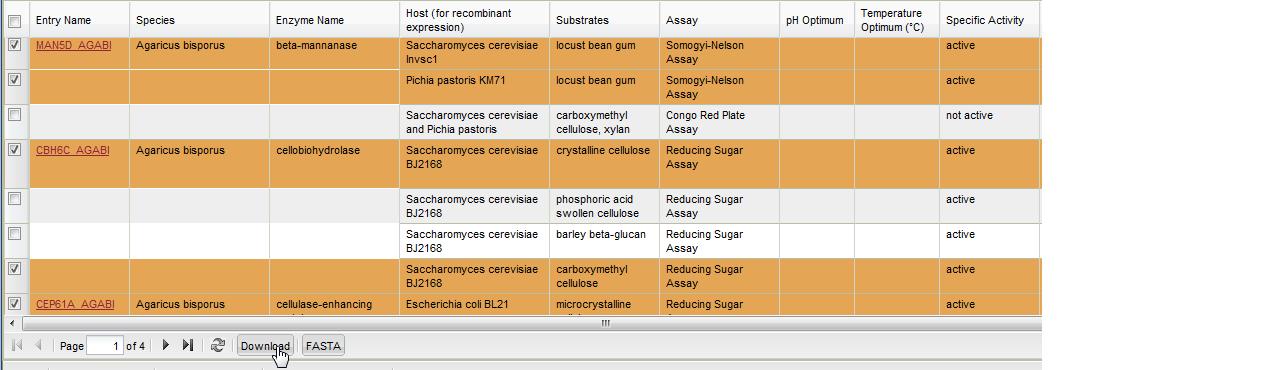 Entry Name Species Enzyme Name Host (for recombinant expression) Substrates Assay pH Optimum Temperature Optimum (°C) Specific Activity
MAN5D_AGABI Agaricus bisporus beta-mannanase Saccharomyces cerevisiae locust bean gum Somogyi-Nelson active
Invsc1 Assay
Pichia pastoris KM71 locust bean gum Somogyi-Nelson active
Assay
Saccharomyces cerevisiae carboxymethyl Congo Red Plate not active
and Pichia pastoris cellulose, xylan Assay
CBH6C_AGABI Agaricus bisporus cellobiohydrolase Saccharomyces cerevisiae crystalline cellulose Reducing Sugar active
BJ2168 Assay
Saccharomyces cerevisiae phosphoric acid Reducing Sugar active
BJ2168 swollen cellulose Assay
Saccharomyces cerevisiae barley beta-glucan Reducing Sugar active
BJ2168 Assay
Saccharomyces cerevisiae carboxymethyl Reducing Sugar active
BJ2168 cellulose Assay
CEP61A_AGABI Agaricus bisporus cellulase-enhancing Escherichia coli BL21 microcrystalline Reducing Sugar active
Page 1 of 4 Download FASTA